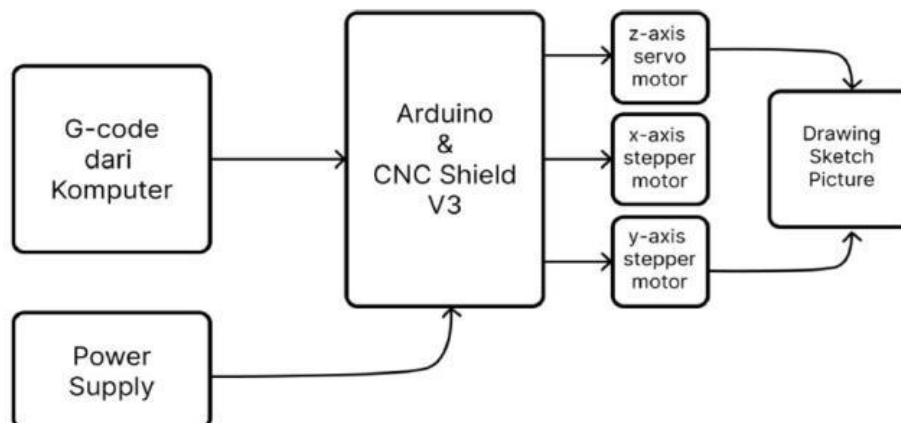 G-code
dari
Komputer
Power
Supply
Arduino
&
CNC Shield
V3
z-axis
servo
motor
x-axis
stepper
motor
y-axis
stepper
motor
Drawing
Sketch
Picture